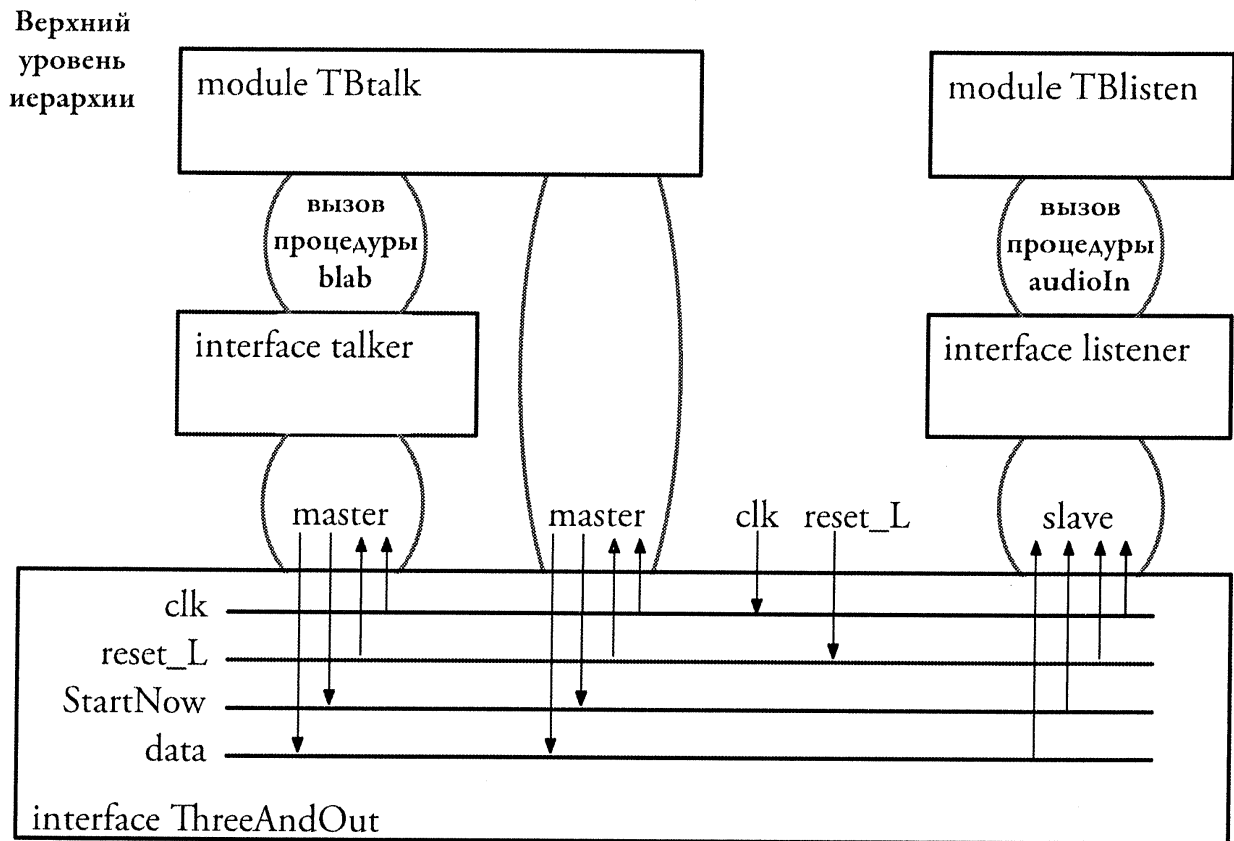 Верхний
уровень
иерархии
module TBtalk
module TBlisten
вызов
процедуры
blab
вызов
процедуры
audioIn
interface talker
interface listener
master
master
clk
reset_L
slave
clk
reset_L
StartNow
data
interface ThreeAndOut